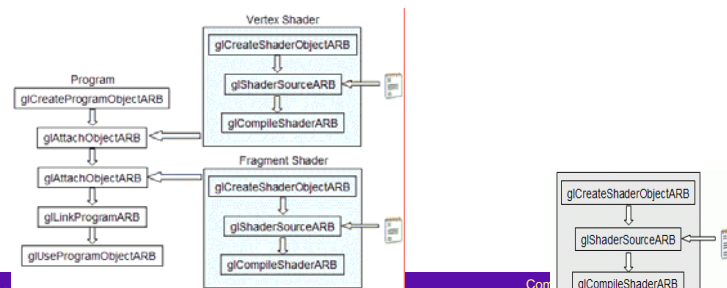 Vertex Shader
glCreateShaderObjectARB
glShaderSourceARB
glCompileShaderARB
Program
glCreateProgramObjectARB
glAttachObjectARB
glAttachObjectARB
glLinkProgramARB
glUseProgramObjectARB
Fragment Shader
glCreateShaderObjectARB
glShaderSourceARB
glCompileShaderARB
glCreateShaderObjectARB
glShaderSourceARB
glCompileShaderARB